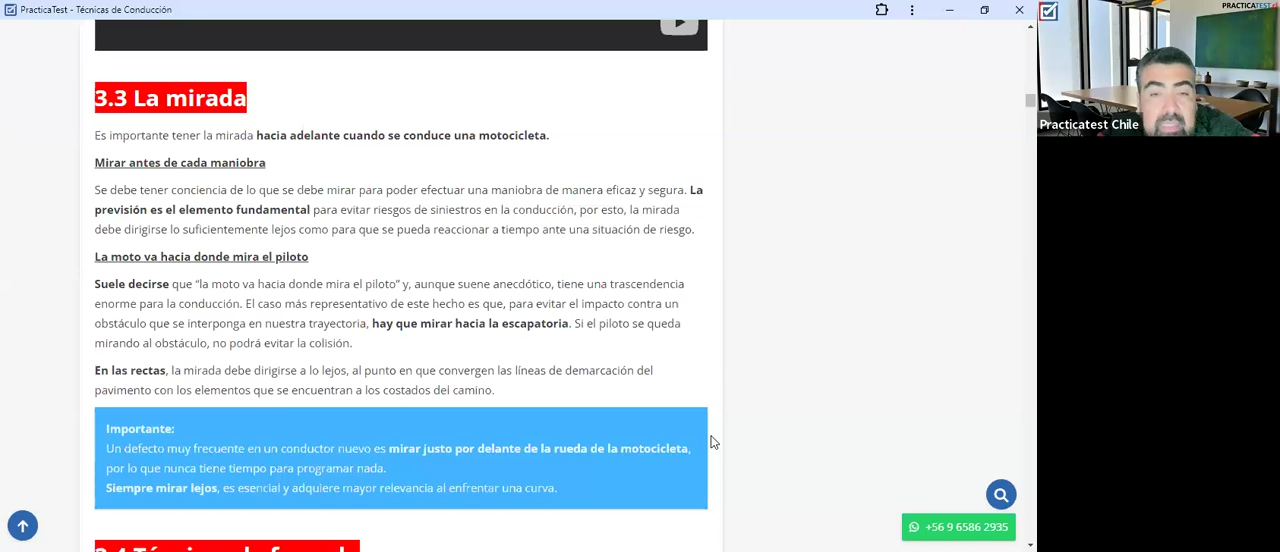 PracticaTest - Técnicas de Conducción
3.3 La mirada
Es importante tener la mirada hacia adelante cuando se conduce una motocicleta.
Mirar antes de cada maniobra
Se debe tener conciencia de lo que se debe mirar para poder efectuar una maniobra de manera eficaz y segura. La
previsión es el elemento fundamental para evitar riesgos de siniestros en la conducción, por esto, la mirada
debe dirigirse lo suficientemente lejos como para que se pueda reaccionar a tiempo ante una situación de riesgo.
La moto va hacia donde mira el piloto
Suele decirse que “la moto va hacia donde mira el piloto” y, aunque suene anecdótico, tiene una trascendencia
enorme para la conducción. El caso más representativo de este hecho es que, para evitar el impacto contra un
obstáculo que se interponga en nuestra trayectoria, hay que mirar hacia la escapatoria. Si el piloto se queda
mirando al obstáculo, no podrá evitar la colisión.
En las rectas, la mirada debe dirigirse a lo lejos, al punto en que convergen las líneas de demarcación del
pavimento con los elementos que se encuentran a los costados del camino.
Importante:
Un defecto muy frecuente en un conductor nuevo es mirar justo por delante de la rueda de la motocicleta,
por lo que nunca tiene tiempo para programar nada.
Siempre mirar lejos, es esencial y adquiere mayor relevancia al enfrentar una curva.
+56 9 6586 2935
PRACTICATEST
Practicatest Chile